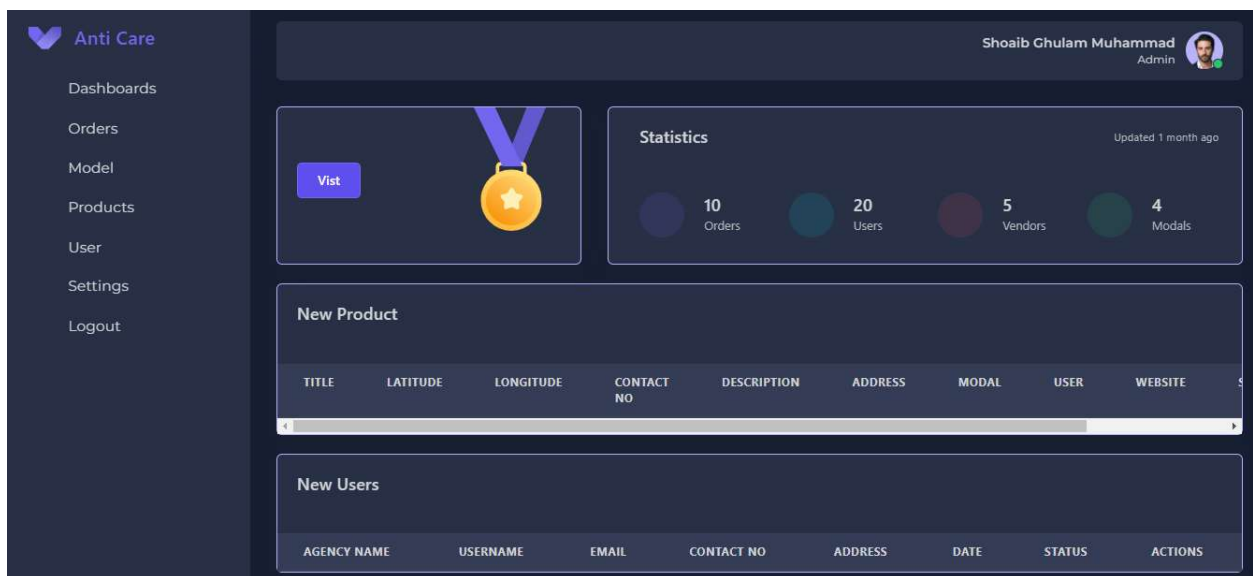 Anti Care
Dashboards
Orders
Model
Products
User
Settings
Logout
Shoaib Ghulam Muhammad
Admin
Vist
Statistics
Updated 1 month ago
10
Orders
20
Users
5
Vendors
4
Modals
New Product
TITLE LATITUDE LONGITUDE CONTACT NO DESCRIPTION ADDRESS MODAL USER WEBSITE
New Users
AGENCY NAME USERNAME EMAIL CONTACT NO ADDRESS DATE STATUS ACTIONS